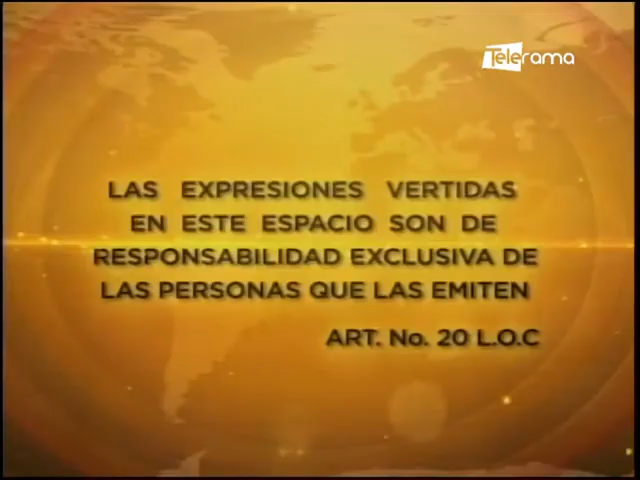 Telerama
LAS EXPRESIONES VERTIDAS
EN ESTE ESPACIO SON DE
RESPONSABILIDAD EXCLUSIVA DE
LAS PERSONAS QUE LAS EMITEN
ART. No. 20 L.O.C